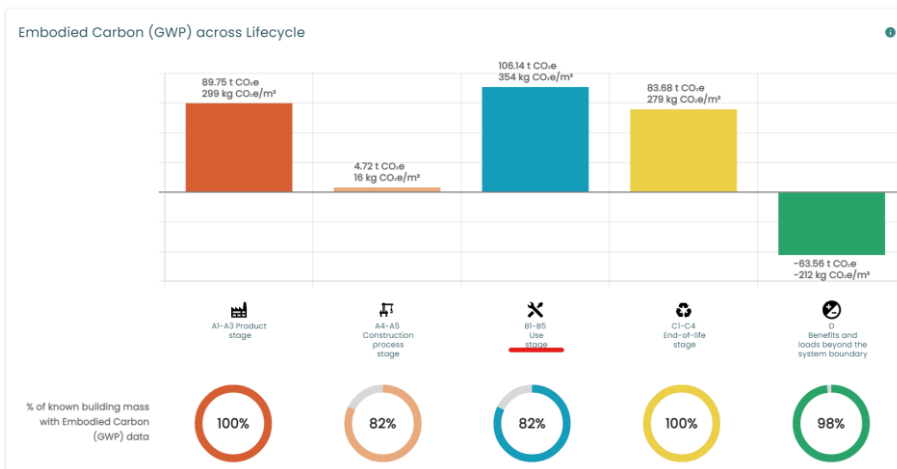 Embodied Carbon (GWP) across Lifecycle
89.75 t CO₂e
299 kg CO₂e/m²
4.72 t CO₂e
16 kg CO₂e/m²
106.14 t CO₂e
354 kg CO₂e/m²
83.68 t CO₂e
279 kg CO₂e/m²
-63.56 t CO₂e
-212 kg CO₂e/m²
A1-A3 Product
stage
A4-A5
Construction
process
stage
B1-B5
Use
stage
C1-C4
End-of-life
stage
D
Benefits and
loads beyond the
system boundary
% of known building mass
with Embodied Carbon
(GWP) data
100%
82%
82%
100%
98%